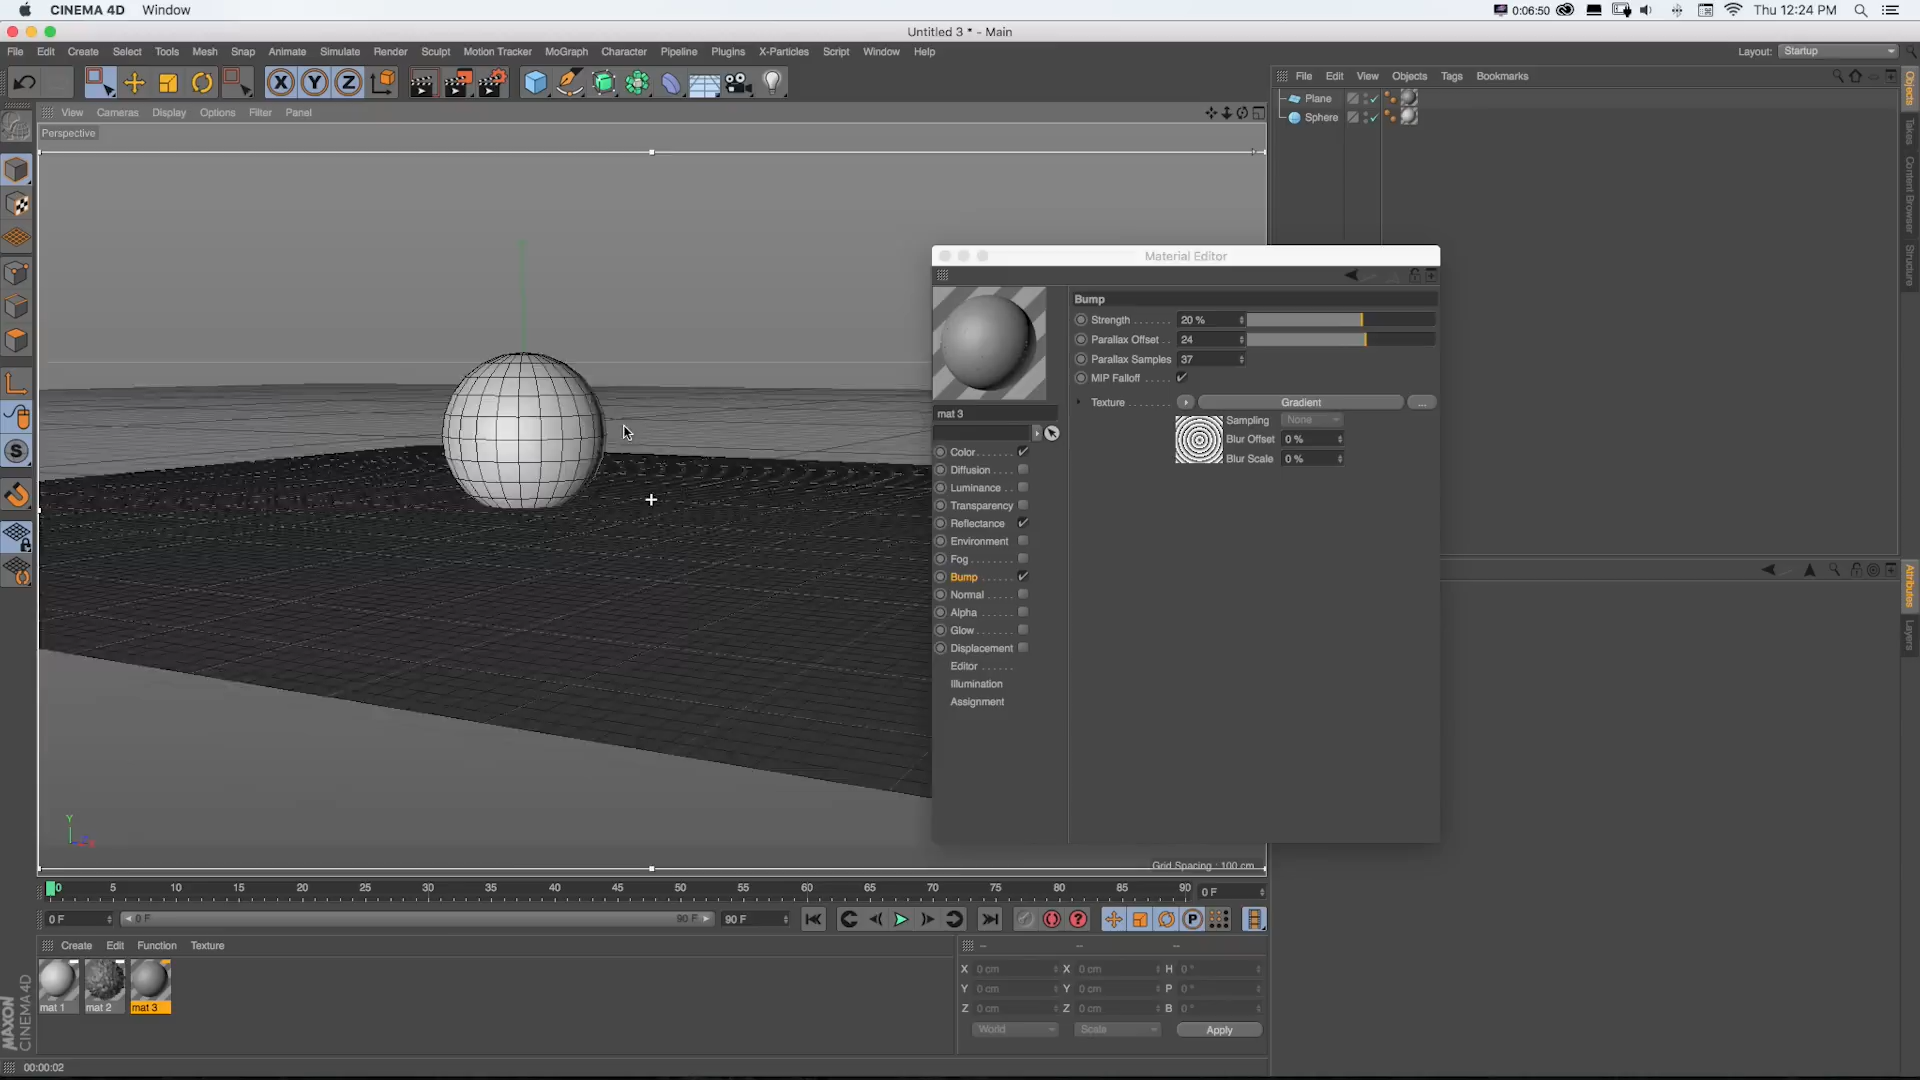 CINEMA 4D Window
0:06:50 Thu 12:24 PM
Untitled 3 * - Main
File Edit Create Select Tools Mesh Snap Animate Simulate Render Sculpt Motion Tracker MoGraph Character Pipeline Plugins X-Particles Script Window Help
Layout: Startup
X Y Z
File Edit View Objects Tags Bookmarks
Plane
Sphere
View Cameras Display Options Filter Panel
Perspective
Objects
Takes
Content Browser
Structure
Attributes
Layers
Material Editor
mat 3
Color
Diffusion
Luminance
Transparency
Reflectance
Environment
Fog
Bump
Normal
Alpha
Glow
Displacement
Editor
Illumination
Assignment
Bump
Strength 20 %
Parallax Offset 24
Parallax Samples 37
MIP Falloff
Texture Gradient ...
Sampling None
Blur Offset 0 %
Blur Scale 0 %
S
Y
Grid Spacing : 100 cm
0 5 10 15 20 25 30 35 40 45 50 55 60 65 70 75 80 85 90 0 F
0 F 0 F 90 F 90 F ? P
Create Edit Function Texture
mat 1 mat 2 mat 3
-- -- --
X 0 cm X 0 cm H 0 °
Y 0 cm Y 0 cm P 0 °
Z 0 cm Z 0 cm B 0 °
World Scale Apply
MAXON
CINEMA 4D
00:00:02